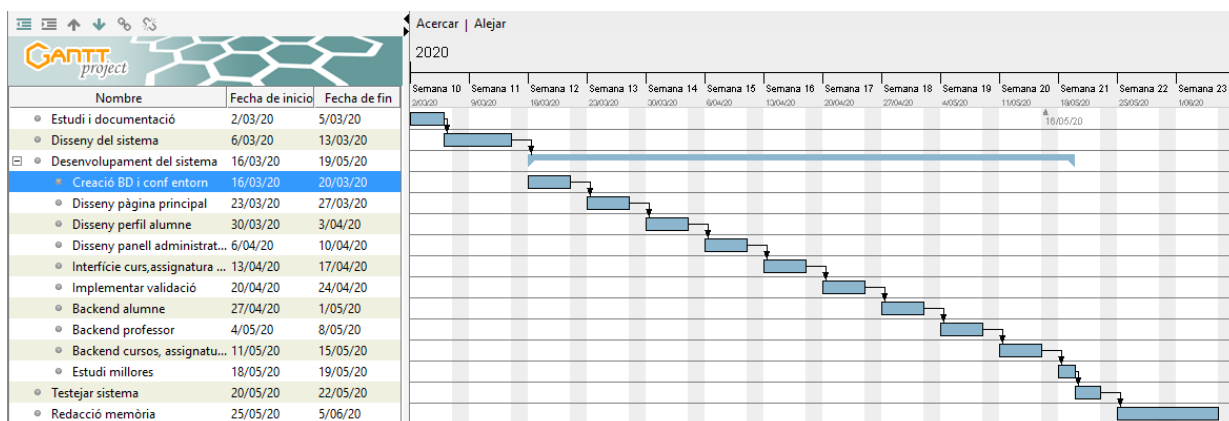 Acercar | Alejar
GANTT
project
2020
Semana 10 Semana 11 Semana 12 Semana 13 Semana 14 Semana 15 Semana 16 Semana 17 Semana 18 Semana 19 Semana 20 Semana 21 Semana 22 Semana 23
2/03/20 9/03/20 16/03/20 23/03/20 30/03/20 6/04/20 13/04/20 20/04/20 27/04/20 4/05/20 11/05/20 18/05/20 25/05/20 1/06/20
Nombre Fecha de inicio Fecha de fin
Estudi i documentació 2/03/20 5/03/20
16/05/20
Disseny del sistema 6/03/20 13/03/20
Desenvolupament del sistema 16/03/20 19/05/20
Creació BD i conf entorn 16/03/20 20/03/20
Disseny pàgina principal 23/03/20 27/03/20
Disseny perfil alumne 30/03/20 3/04/20
Disseny panell administrat... 6/04/20 10/04/20
Interfície curs,assignatura ... 13/04/20 17/04/20
Implementar validació 20/04/20 24/04/20
Backend alumne 27/04/20 1/05/20
Backend professor 4/05/20 8/05/20
Backend cursos, assignatu... 11/05/20 15/05/20
Estudi millores 18/05/20 19/05/20
Testejar sistema 20/05/20 22/05/20
Redacció memòria 25/05/20 5/06/20